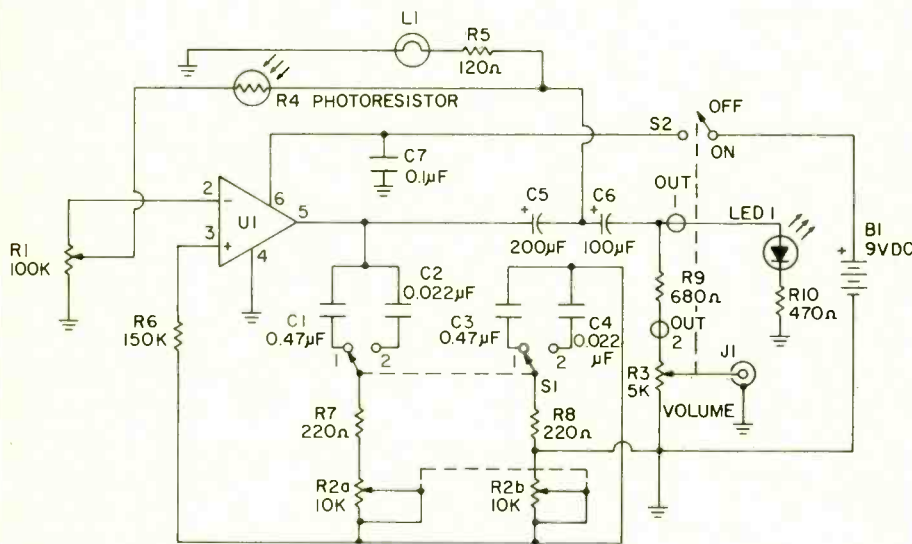 L1
R5
120Ω
R4 PHOTORESISTOR
OFF
S2
ON
C7
0.1µF
OUT
1
LED 1
2
6
5
U1
3
4
-
+
C5
+
200µF
C6
+
100µF
R1
100K
B1
+
9VDC
C2
0.022µF
R9
680Ω
R10
470Ω
R6
150K
C1
0.47µF
C3
0.47µF
C4
0.022
µF
OUT
2
1
2
1
2
S1
R3
5K
J1
VOLUME
R7
220Ω
R8
220Ω
R2a
10K
R2b
10K